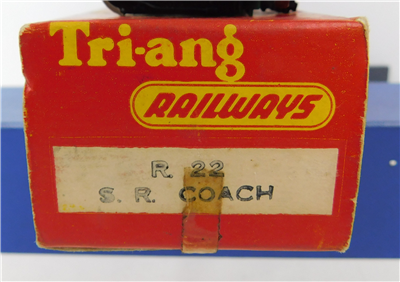 Tri-ang
RAILWAYS
R. 22
S. R. COACH